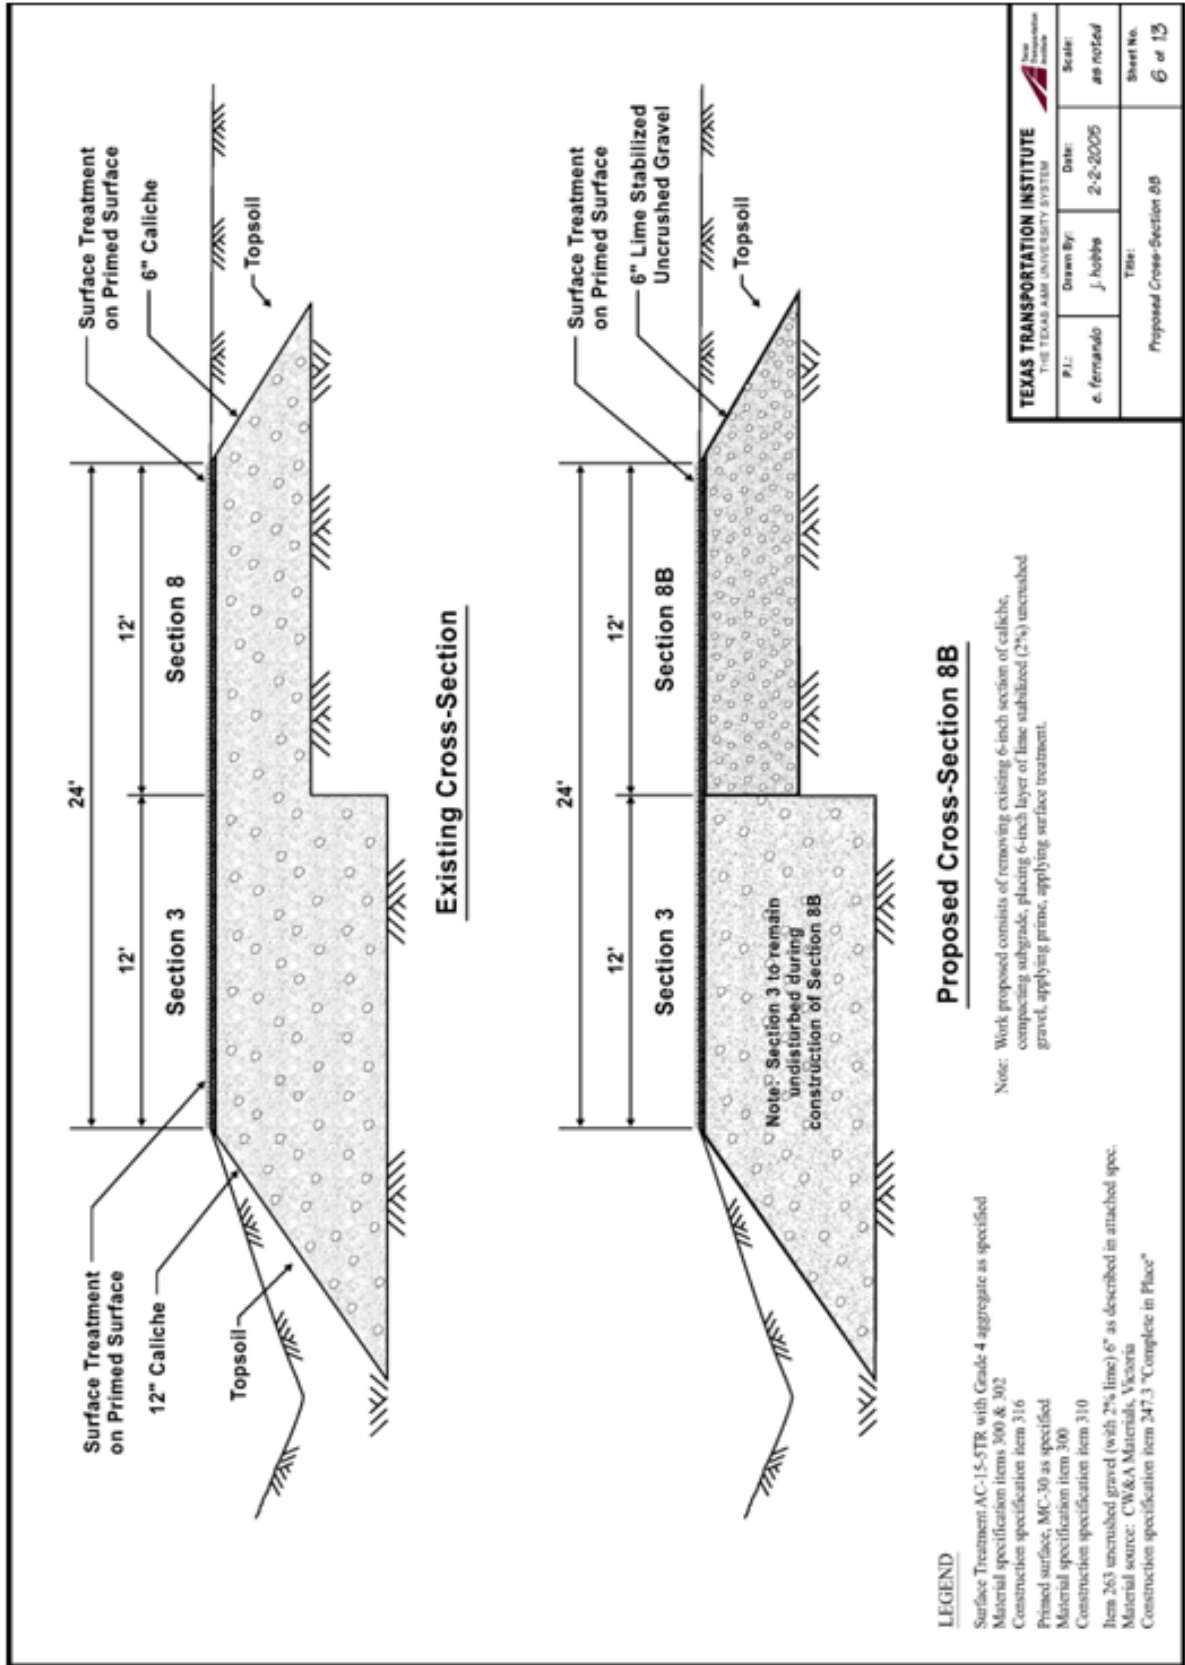 Surface Treatment
on Primed Surface
12" Caliche
Topsoil
24'
12'
12'
Section 3
Section 8
Surface Treatment
on Primed Surface
6" Caliche
Topsoil
Existing Cross-Section
24'
12'
12'
Section 3
Section 8B
Surface Treatment
on Primed Surface
6" Lime Stabilized
Uncrushed Gravel
Topsoil
Note: Section 3 to remain
undisturbed during
construction of Section 8B
Proposed Cross-Section 8B
Note: Work proposed consists of removing existing 6-inch section of caliche,
compacting subgrade, placing 6-inch layer of lime stabilized (2%) uncrushed
gravel, applying prime, applying surface treatment.
LEGEND
Surface Treatment AC-15-5TR with Grade 4 aggregate as specified
Material specification items 300 & 302
Construction specification item 316
Primed surface, MC-30 as specified
Material specification item 300
Construction specification item 310
Item 263 uncrushed gravel (with 2% lime) 6" as described in attached spec.
Material source: CW&A Materials, Victoria
Construction specification item 247.3 "Complete in Place"
TEXAS TRANSPORTATION INSTITUTE
THE TEXAS A&M UNIVERSITY SYSTEM
Texas
Transportation
Institute
P.I.:
e. fernando
Drawn By:
j. hobbs
Date:
2-2-2005
Scale:
as noted
Title:
Proposed Cross-Section 8B
Sheet No.
6 of 13